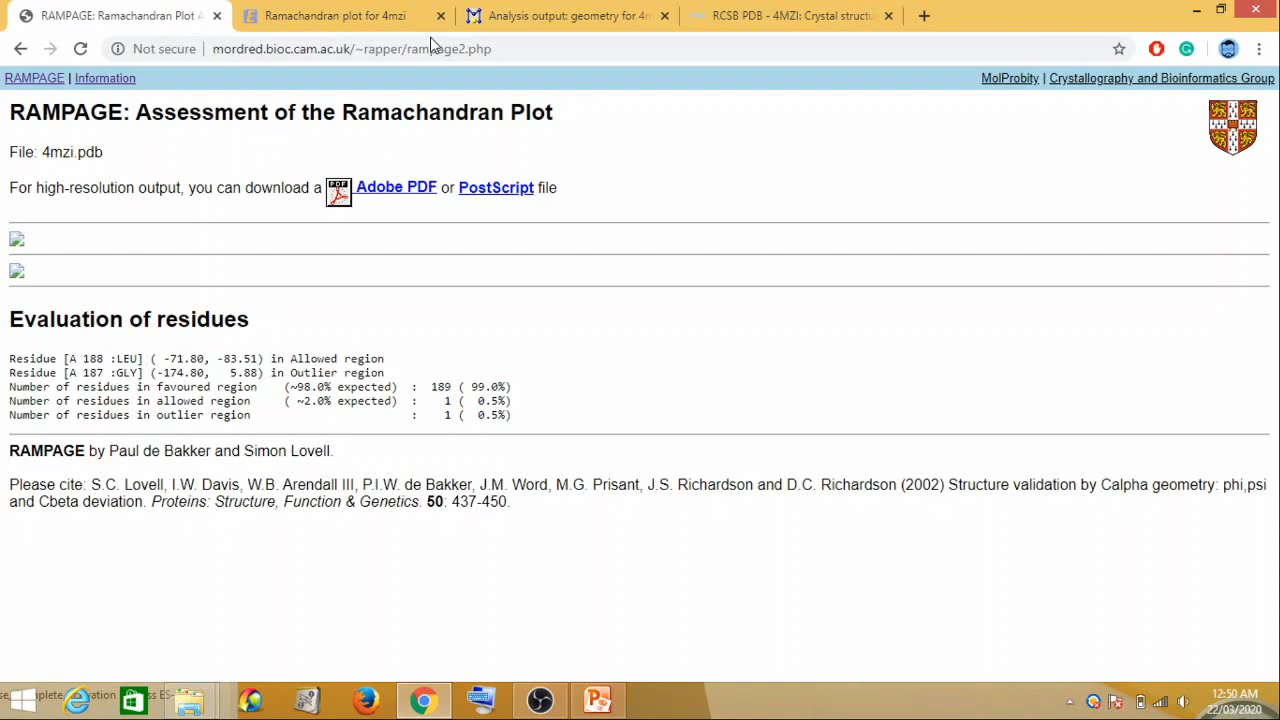 RAMPAGE: Ramachandran Plot A
Ramachandran plot for 4mzi
Analysis output: geometry for 4m
RCSB PDB - 4MZI: Crystal structu
Not secure
mordred.bioc.cam.ac.uk/~rapper/rampage2.php
RAMPAGE | Information
MolProbity | Crystallography and Bioinformatics Group
RAMPAGE: Assessment of the Ramachandran Plot
File: 4mzi.pdb
For high-resolution output, you can download a Adobe PDF or PostScript file
Evaluation of residues
Residue [A 188 :LEU] ( -71.80, -83.51) in Allowed region
Residue [A 187 :GLY] (-174.80,   5.88) in Outlier region
Number of residues in favoured region    (~98.0% expected)  :  189 ( 99.0%)
Number of residues in allowed region     ( ~2.0% expected)  :    1 (  0.5%)
Number of residues in outlier region                        :    1 (  0.5%)
RAMPAGE by Paul de Bakker and Simon Lovell.
Please cite: S.C. Lovell, I.W. Davis, W.B. Arendall III, P.I.W. de Bakker, J.M. Word, M.G. Prisant, J.S. Richardson and D.C. Richardson (2002) Structure validation by Calpha geometry: phi,psi
and Cbeta deviation. Proteins: Structure, Function & Genetics. 50: 437-450.
12:50 AM
22/03/2020